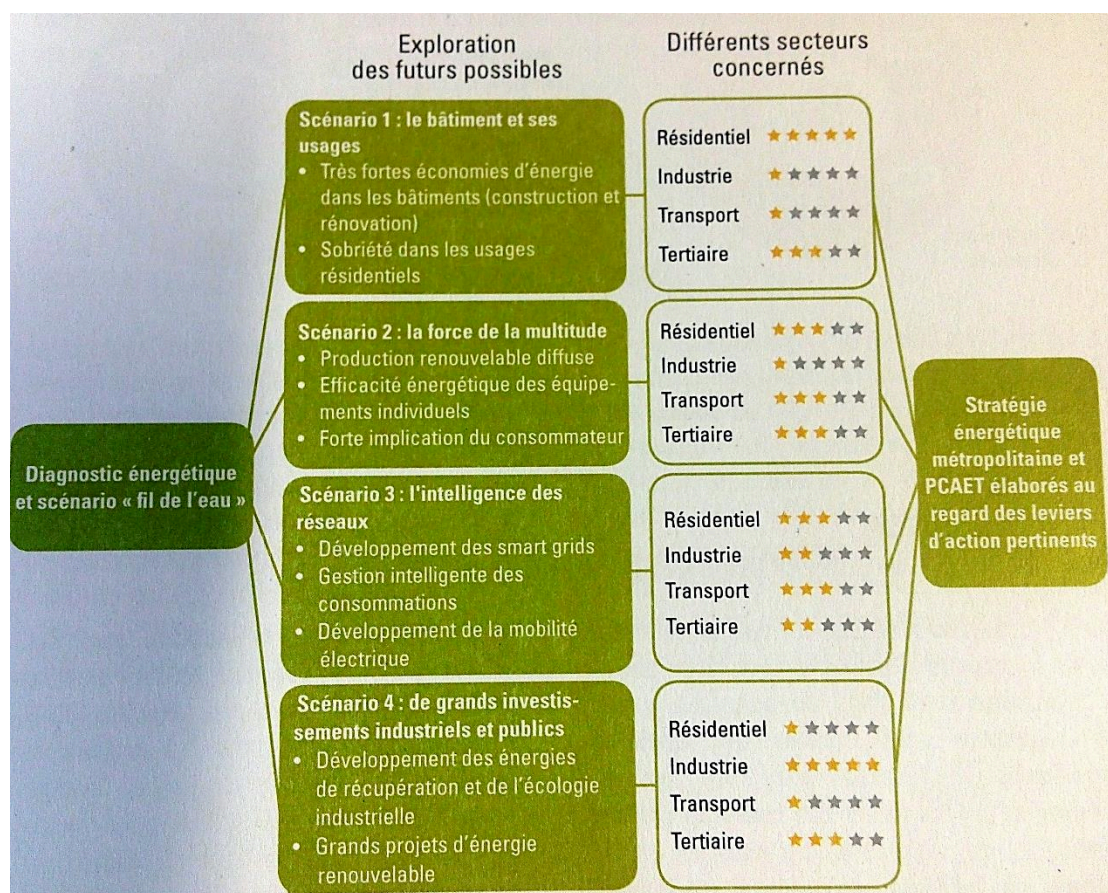 Exploration
des futurs possibles
Différents secteurs
concernés
Diagnostic énergétique
et scénario « fil de l'eau »
Scénario 1 : le bâtiment et ses
usages
• Très fortes économies d'énergie
dans les bâtiments (construction et
rénovation)
• Sobriété dans les usages
résidentiels
Résidentiel
Industrie
Transport
Tertiaire
Scénario 2 : la force de la multitude
• Production renouvelable diffuse
• Efficacité énergétique des équipe-
ments individuels
• Forte implication du consommateur
Résidentiel
Industrie
Transport
Tertiaire
Scénario 3 : l'intelligence des
réseaux
• Développement des smart grids
• Gestion intelligente des
consommations
• Développement de la mobilité
électrique
Résidentiel
Industrie
Transport
Tertiaire
Scénario 4 : de grands investis-
sements industriels et publics
• Développement des énergies
de récupération et de l'écologie
industrielle
• Grands projets d'énergie
renouvelable
Résidentiel
Industrie
Transport
Tertiaire
Stratégie
énergétique
métropolitaine et
PCAET élaborés au
regard des leviers
d'action pertinents